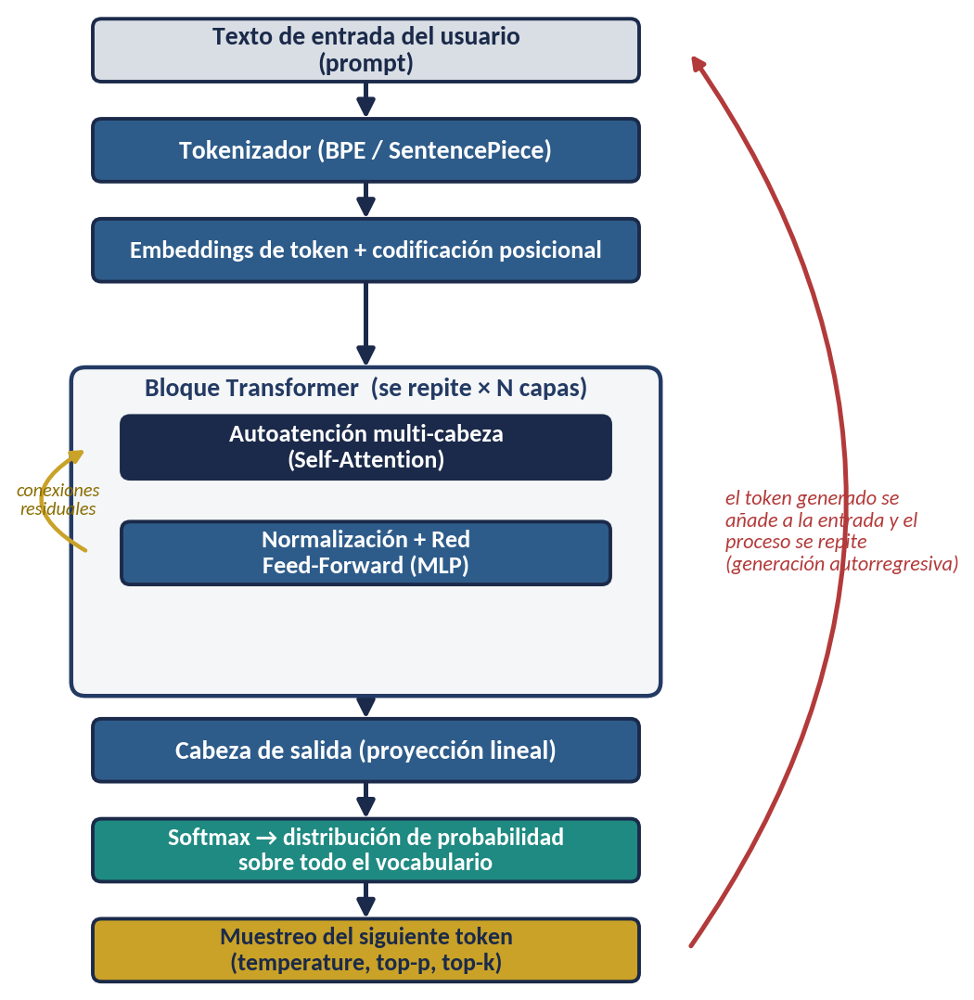 Texto de entrada del usuario
(prompt)
Tokenizador (BPE / SentencePiece)
Embeddings de token + codificación posicional
Bloque Transformer  (se repite × N capas)
Autoatención multi-cabeza
(Self-Attention)
conexiones
residuales
Normalización + Red
Feed-Forward (MLP)
el token generado se
añade a la entrada y el
proceso se repite
(generación autorregresiva)
Cabeza de salida (proyección lineal)
Softmax → distribución de probabilidad
sobre todo el vocabulario
Muestreo del siguiente token
(temperature, top-p, top-k)